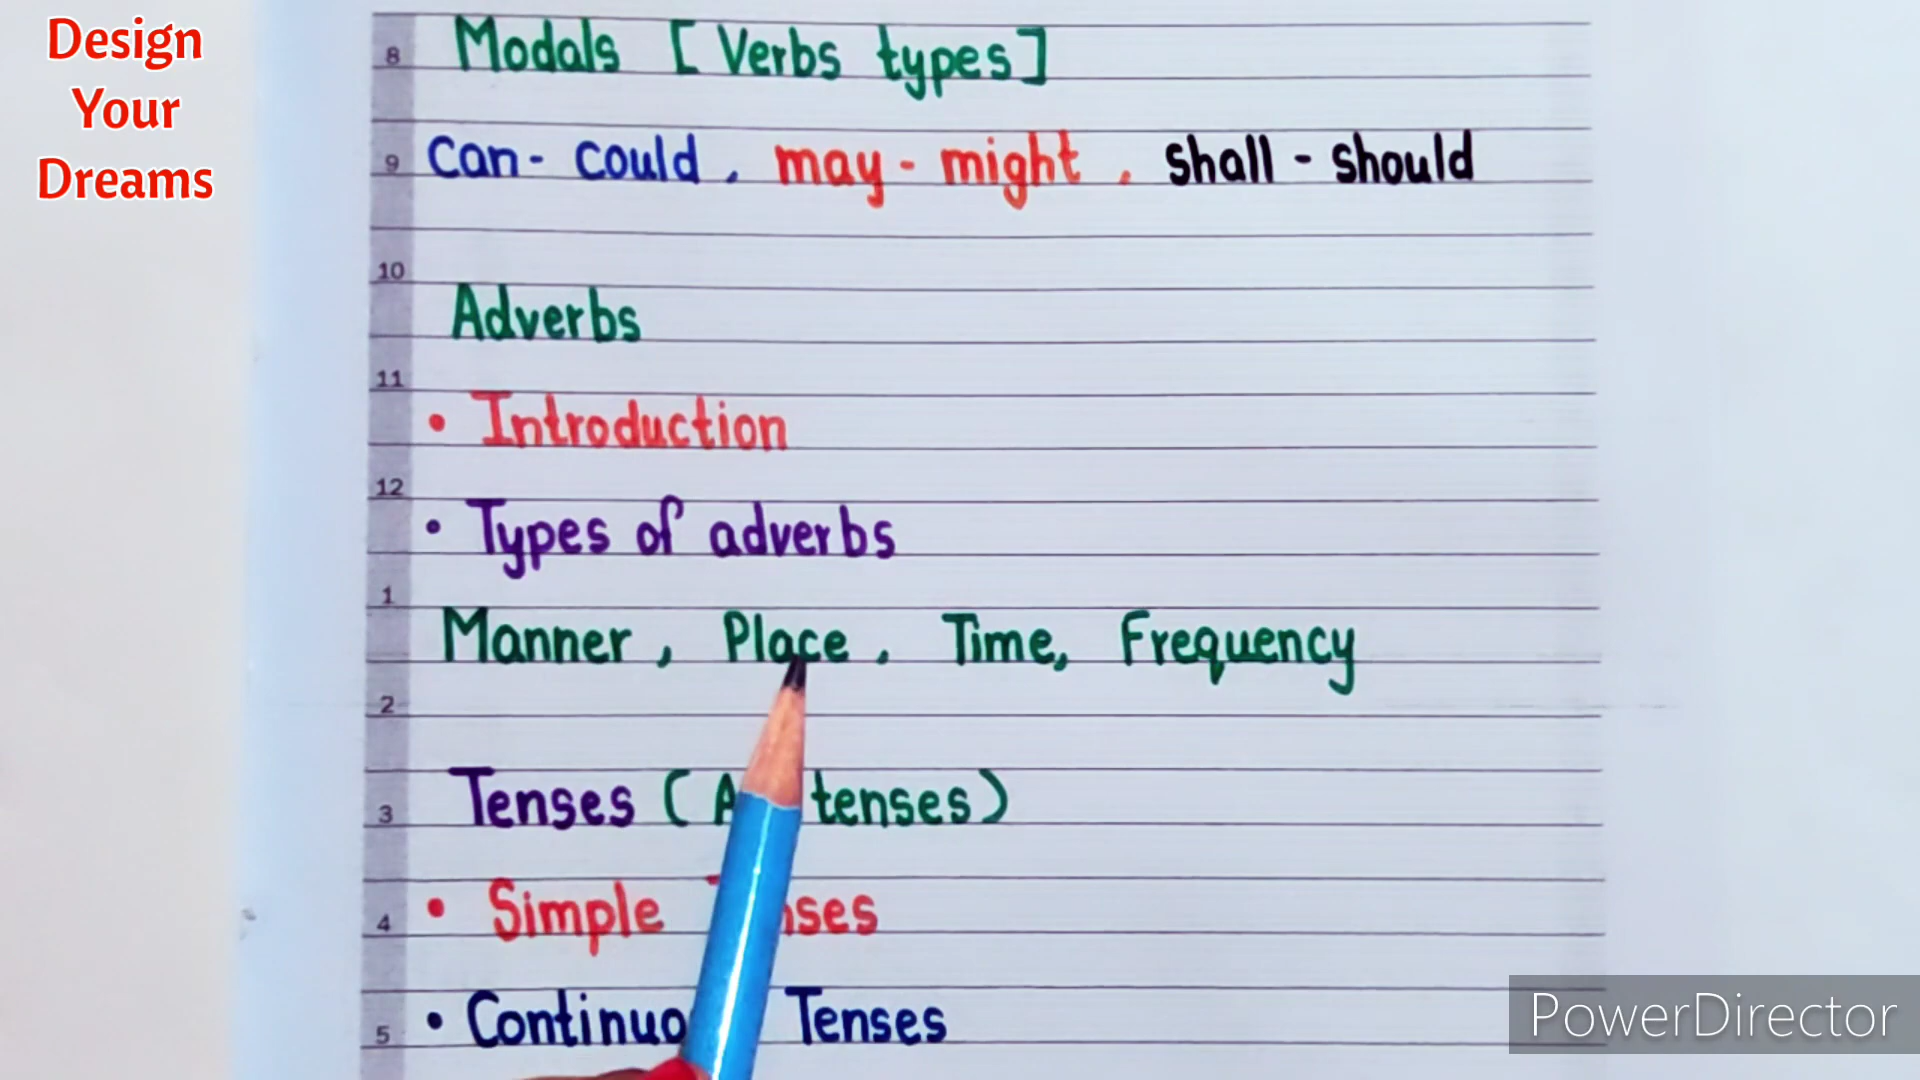 Design
Your
Dreams
8 Modals [Verbs types]
9 can - could , may - might , shall - should
10
Adverbs
11
• Introduction
12
• Types of adverbs
1
Manner , Place , Time, Frequency
2
3 Tenses ( tenses)
4 • Simple
5 • Tenses
PowerDirector